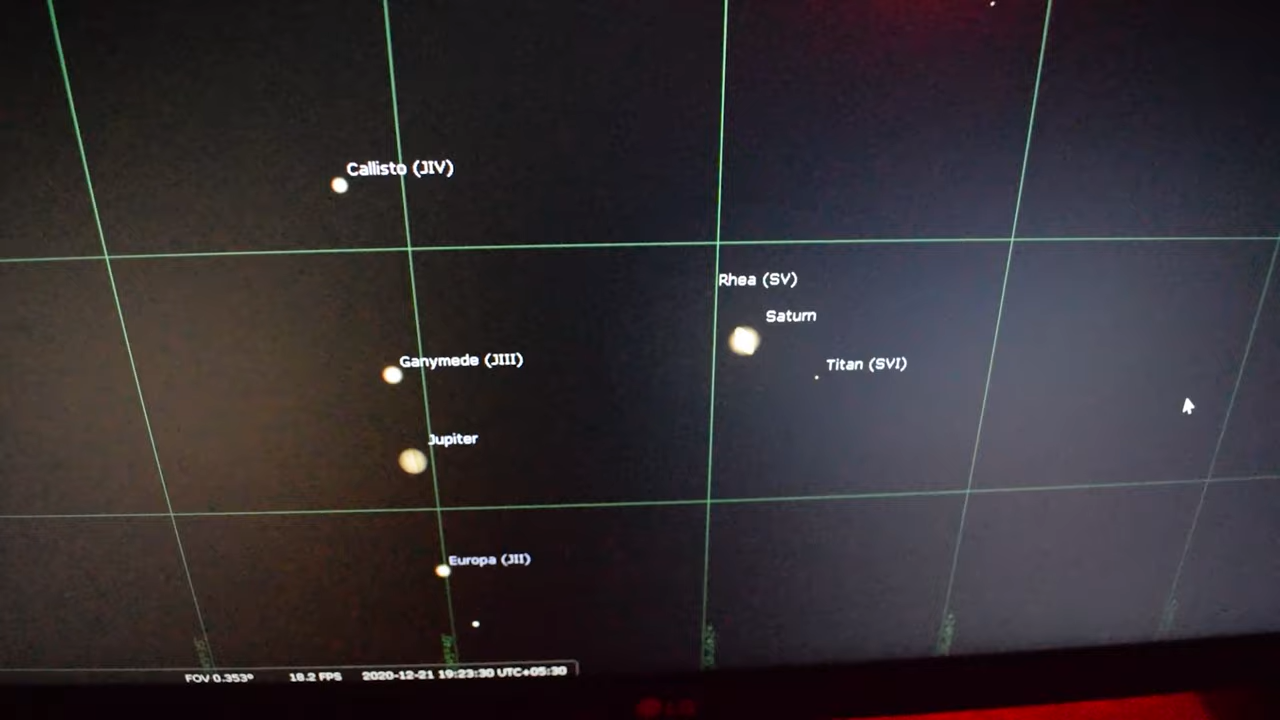 Callisto (JIV)
Rhea (SV)
Saturn
Ganymede (JIII)
Titan (SVI)
Jupiter
Europa (JII)
FOV 0.353° 18.2 FPS 2020-12-21 19:23:30 UTC+05:30
LG